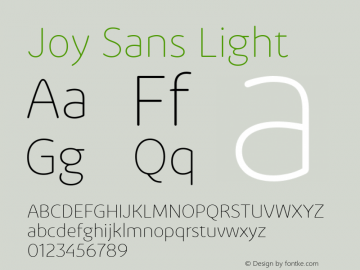 Joy Sans Light
Aa Ff a
Gg Qq
ABCDEFGHIJKLMNOPQRSTUVWXYZ
abcdefghijklmnopqrstuvwxyz
0123456789
© Design by fontke.com